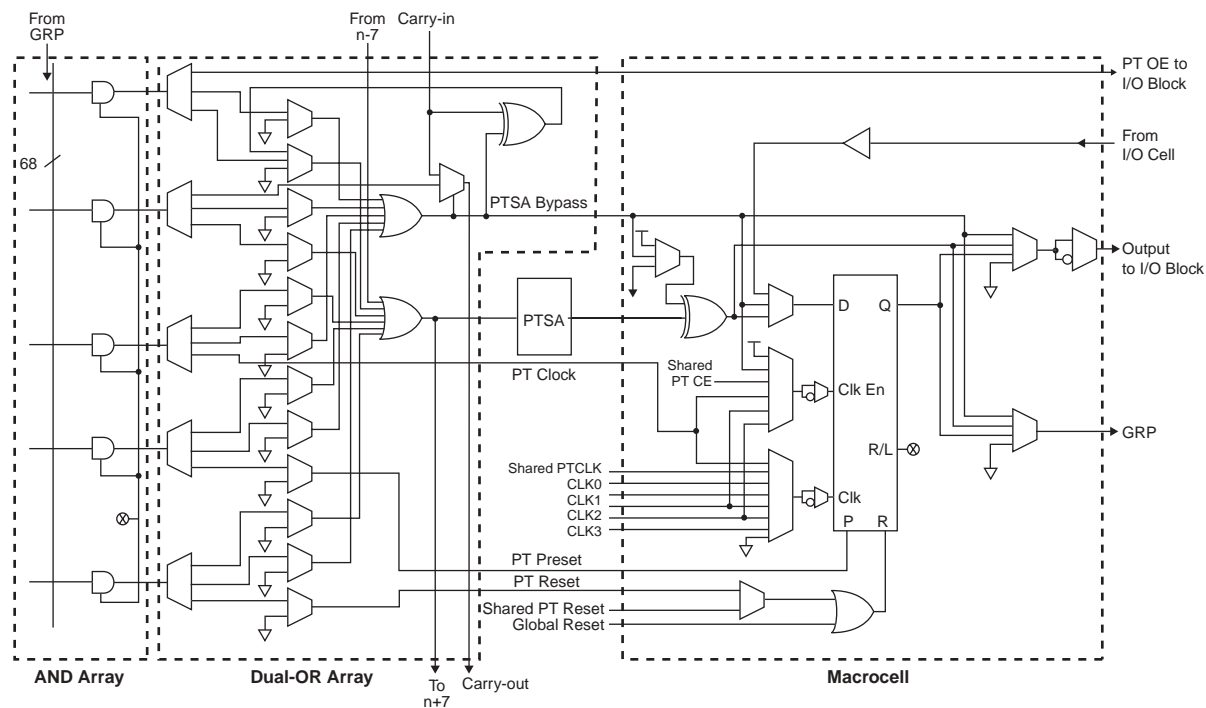 From
GRP
From
n-7
Carry-in
PT OE to
I/O Block
From
I/O Cell
68
PTSA Bypass
Output
to I/O Block
PTSA
D
Q
PT Clock
Shared
PT CE
Clk En
GRP
R/L
Shared PTCLK
CLK0
CLK1
CLK2
CLK3
Clk
P
R
PT Preset
PT Reset
Shared PT Reset
Global Reset
AND Array
Dual-OR Array
To
n+7
Carry-out
Macrocell